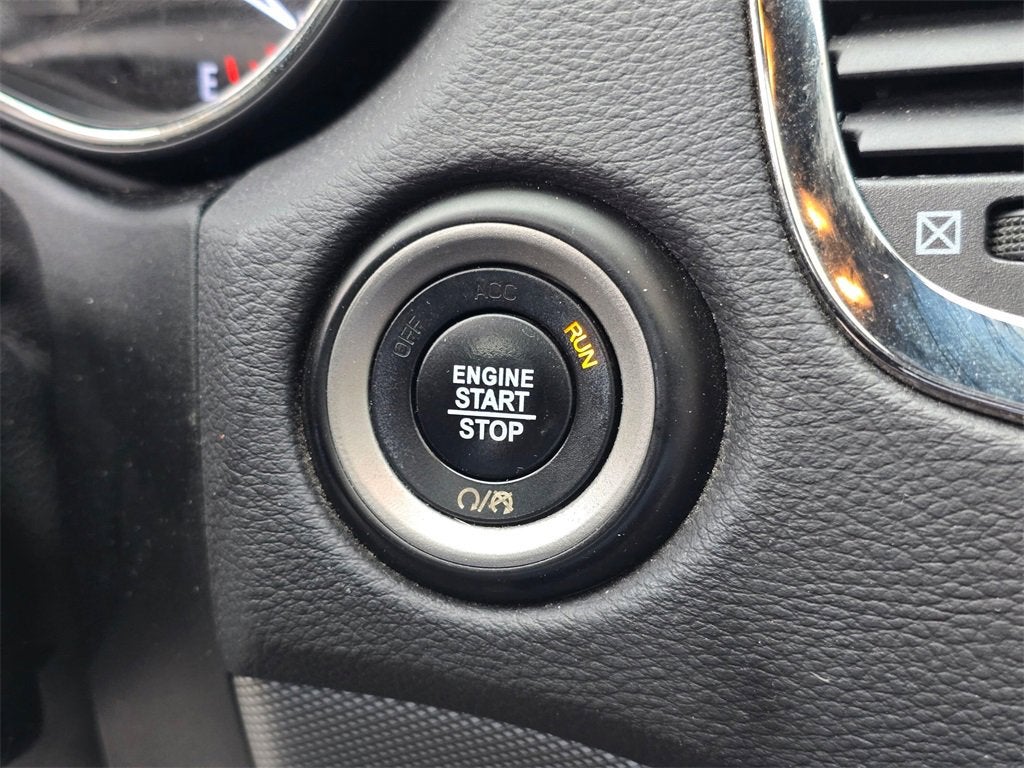 E
ACC
OFF
RUN
ENGINE
START
STOP